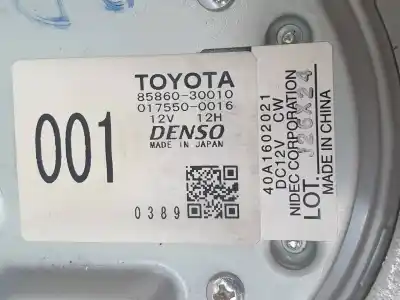 001
TOYOTA
85860-30010
017550-0016
12V 12H
DENSO
MADE IN JAPAN
0389
40A1602021
DC12V CW
NIDEC CORPORATION
LOT. J26X24
MADE IN CHINA